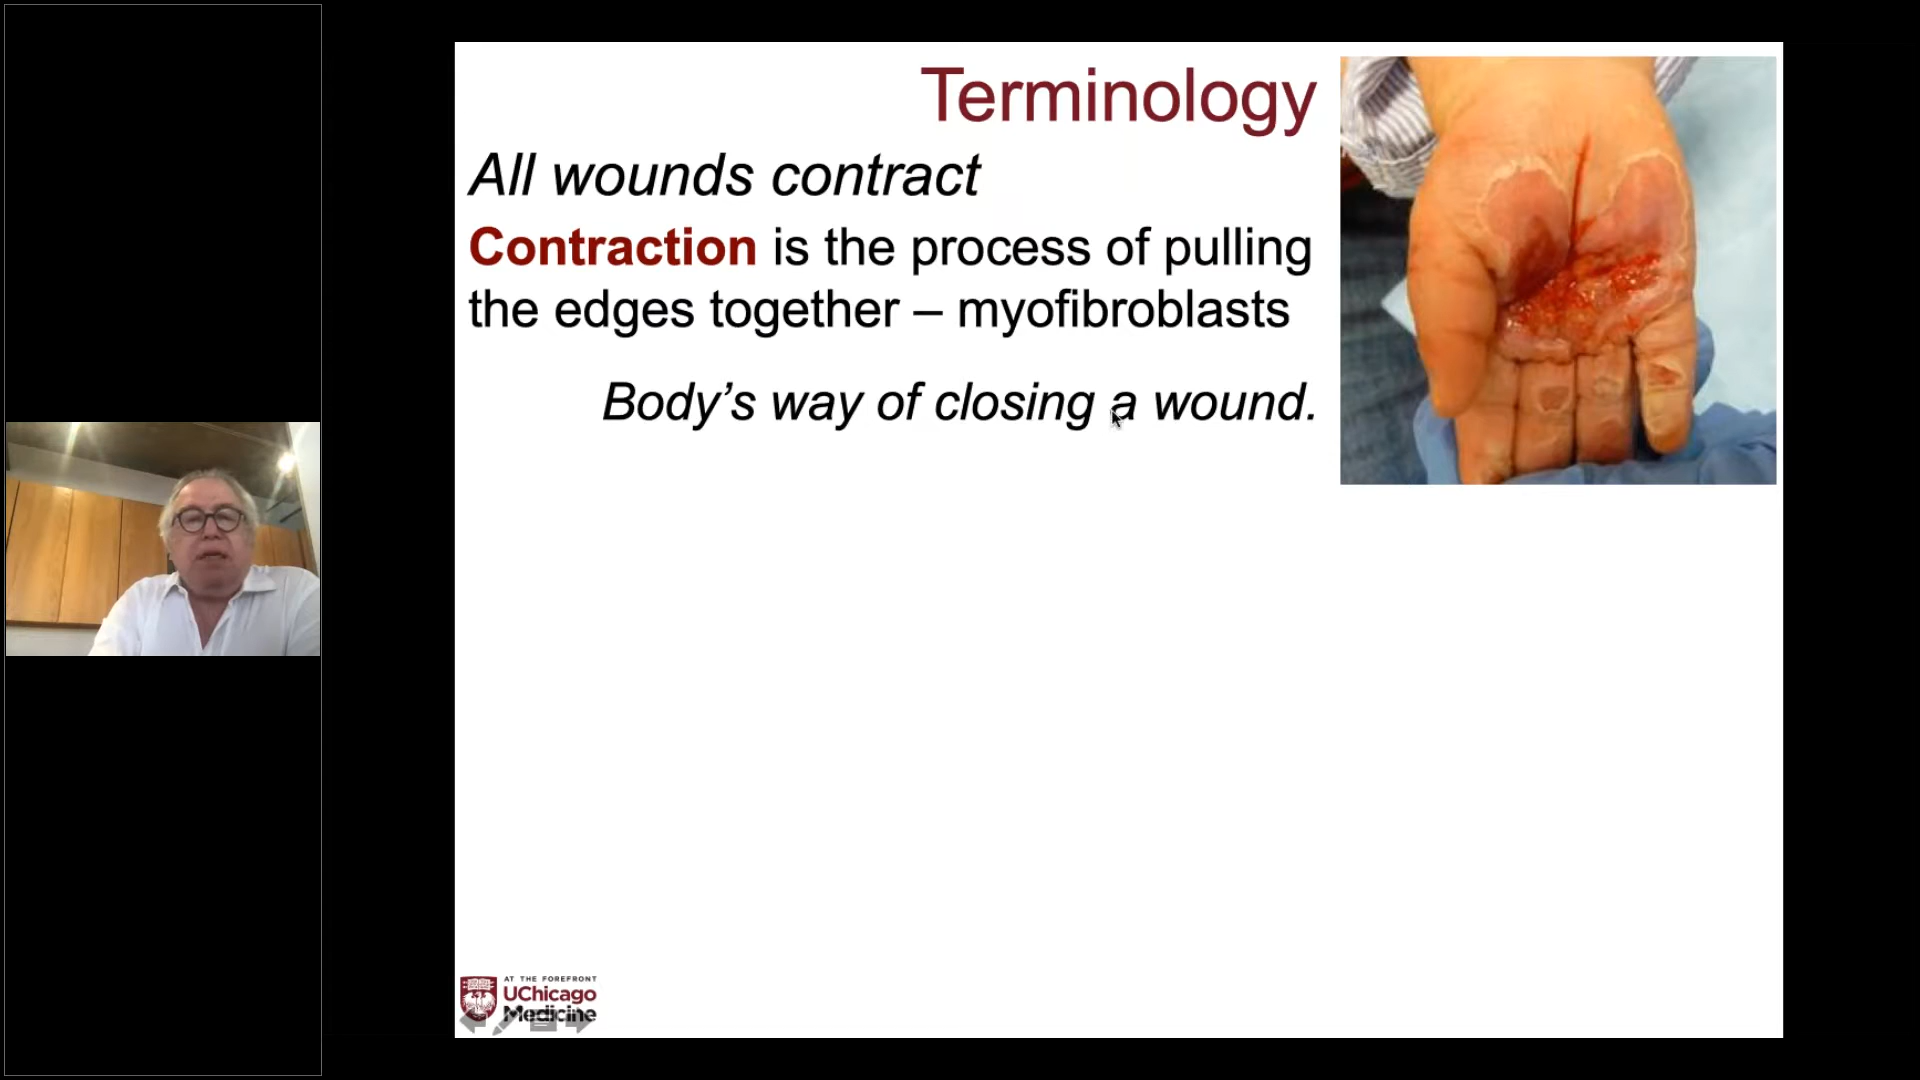 Terminology
All wounds contract
Contraction is the process of pulling
the edges together – myofibroblasts
Body’s way of closing a wound.
AT THE FOREFRONT
UChicago
Medicine